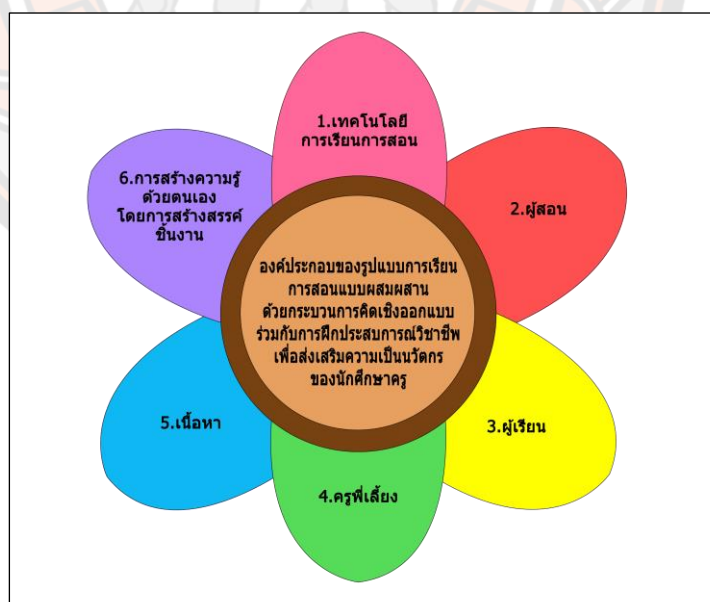 1.เทคโนโลยี
การเรียนการสอน
2.ผู้สอน
3.ผู้เรียน
4.ครูพี่เลี้ยง
5.เนื้อหา
6.การสร้างความรู้
ด้วยตนเอง
โดยการสร้างสรรค์
ชิ้นงาน
องค์ประกอบของรูปแบบการเรียน
การสอนแบบผสมผสาน
ด้วยกระบวนการคิดเชิงออกแบบ
ร่วมกับการฝึกประสบการณ์วิชาชีพ
เพื่อส่งเสริมความเป็นนวัตกร
ของนักศึกษาครู